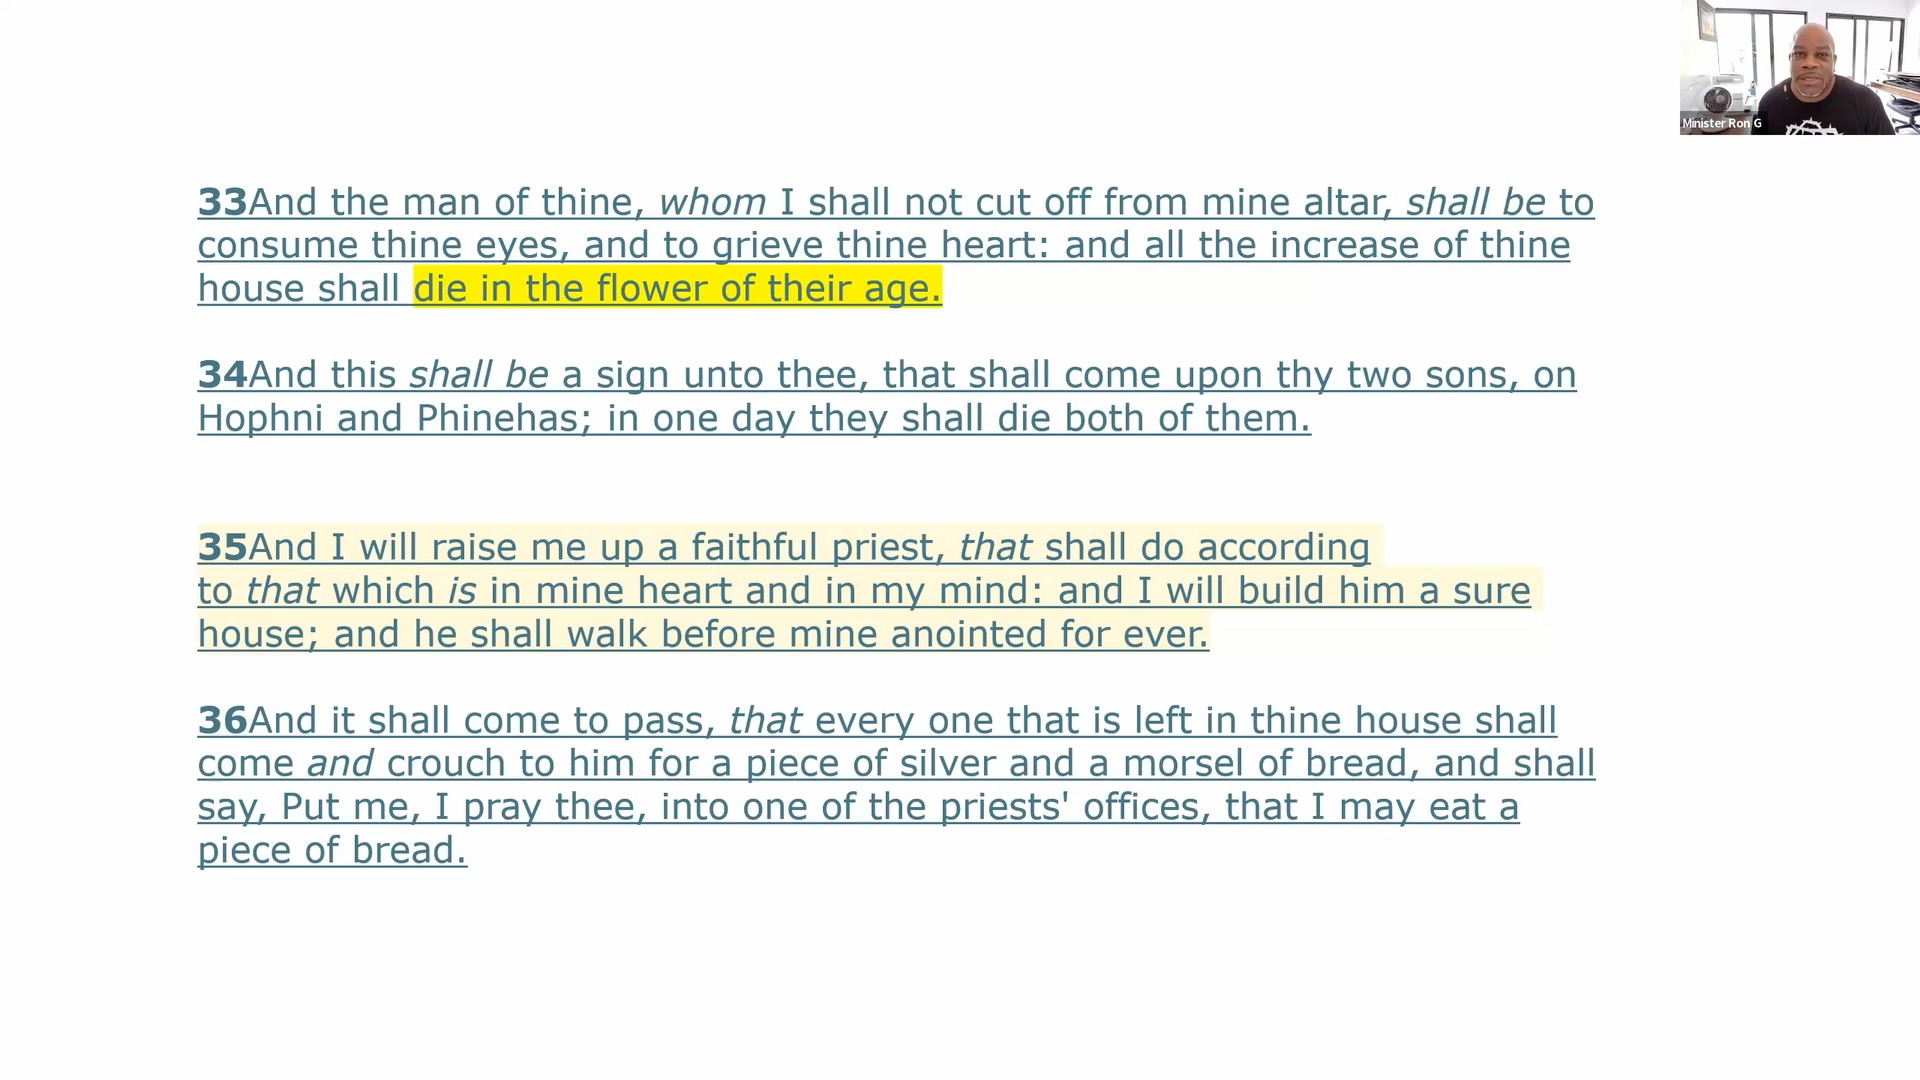 Minister Ron G
33And the man of thine, whom I shall not cut off from mine altar, shall be to
consume thine eyes, and to grieve thine heart: and all the increase of thine
house shall die in the flower of their age.
34And this shall be a sign unto thee, that shall come upon thy two sons, on
Hophni and Phinehas; in one day they shall die both of them.
35And I will raise me up a faithful priest, that shall do according
to that which is in mine heart and in my mind: and I will build him a sure
house; and he shall walk before mine anointed for ever.
36And it shall come to pass, that every one that is left in thine house shall
come and crouch to him for a piece of silver and a morsel of bread, and shall
say, Put me, I pray thee, into one of the priests' offices, that I may eat a
piece of bread.